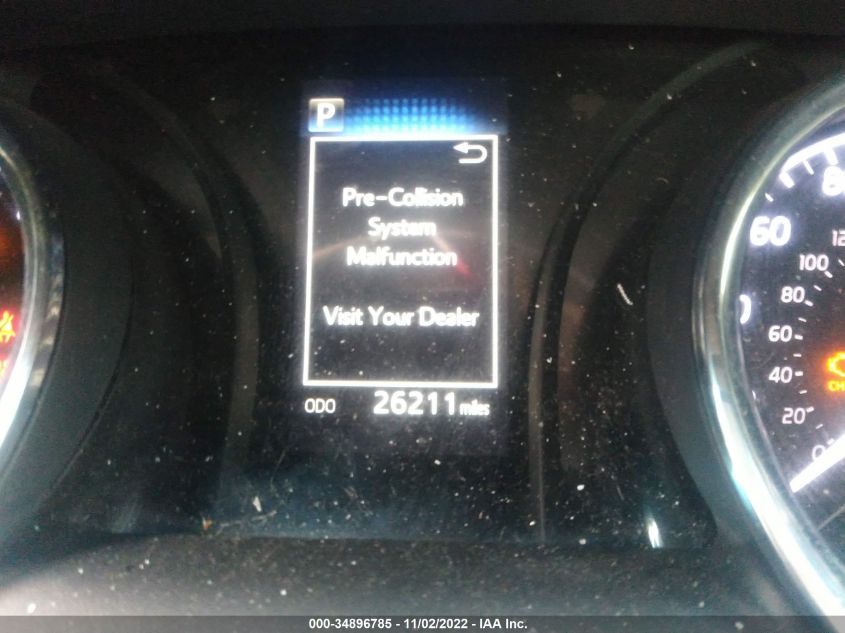 P
Pre-Collision
System
Malfunction
Visit Your Dealer
ODO 26211 miles
60
100
80
60
40
20
0
000-34896785 - 11/02/2022 - IAA Inc.